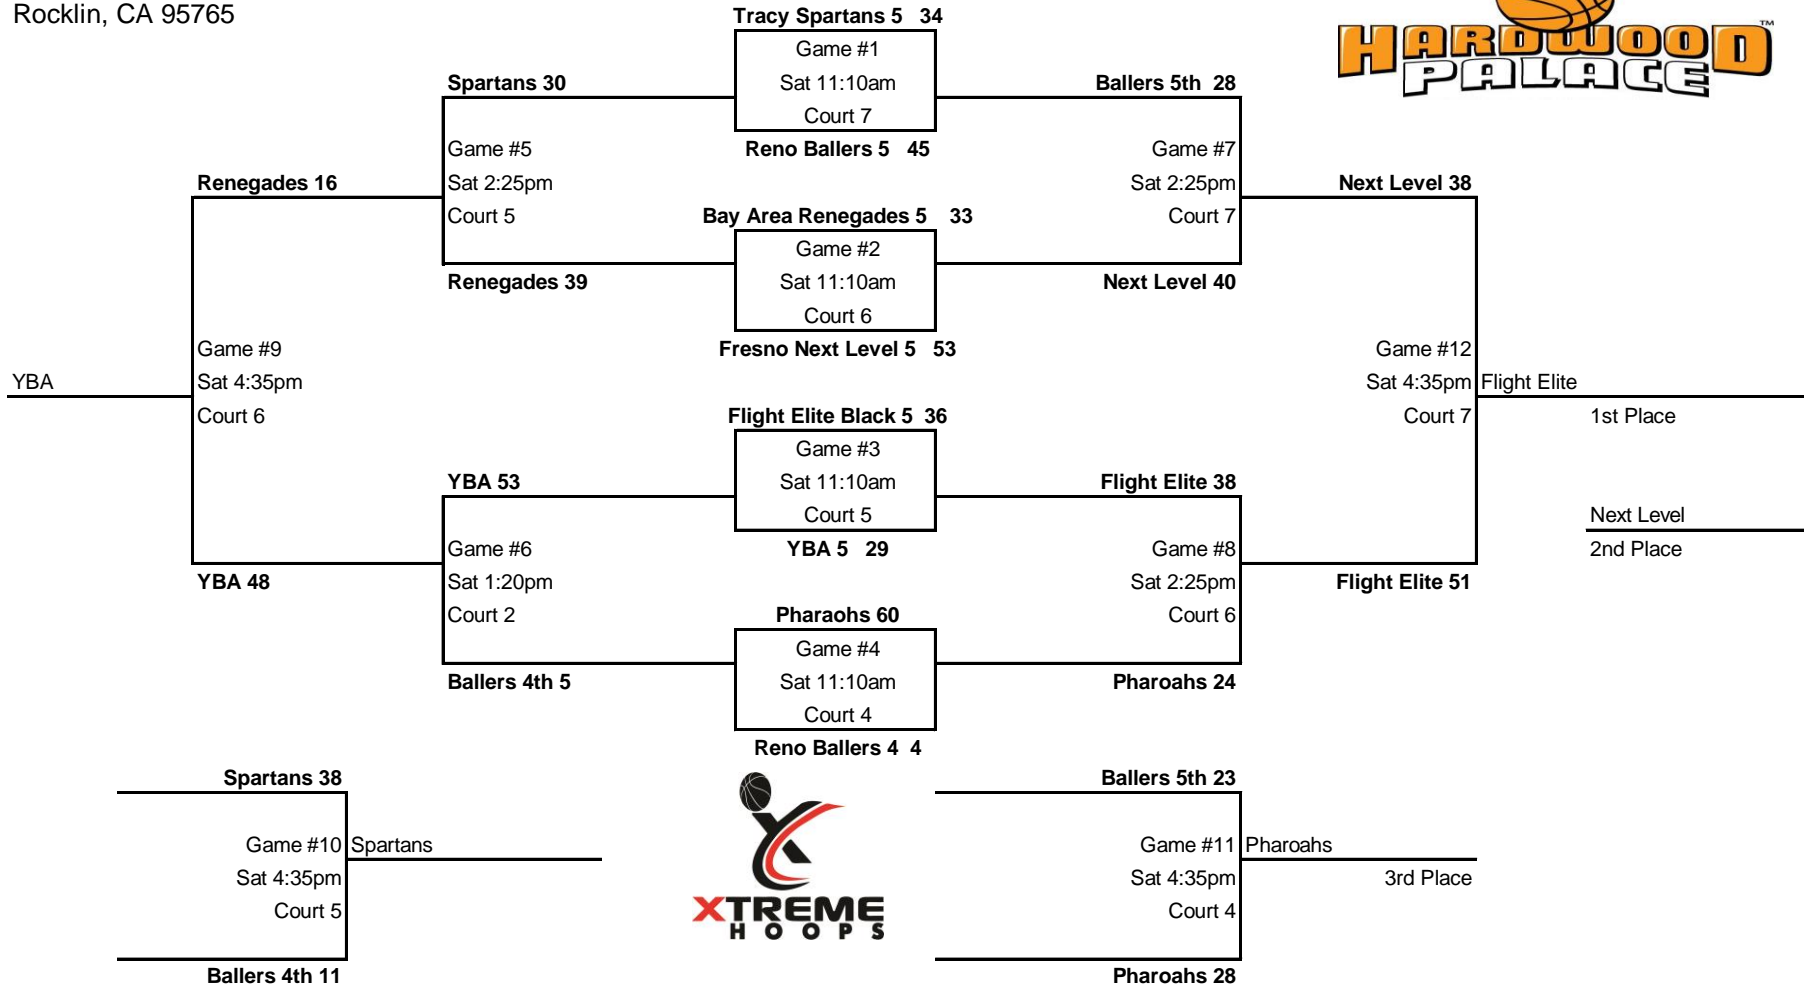 Rocklin, CA 95765
HARDWOOD
PALACE™
Tracy Spartans 5 34
Game #1
Sat 11:10am
Court 7
Reno Ballers 5 45
Bay Area Renegades 5 33
Game #2
Sat 11:10am
Court 6
Fresno Next Level 5 53
Flight Elite Black 5 36
Game #3
Sat 11:10am
Court 5
YBA 5 29
Pharaohs 60
Game #4
Sat 11:10am
Court 4
Reno Ballers 4 4
Spartans 30
Game #5
Sat 2:25pm
Court 5
Renegades 39
YBA 53
Game #6
Sat 1:20pm
Court 2
Ballers 4th 5
Ballers 5th 28
Game #7
Sat 2:25pm
Court 7
Next Level 40
Flight Elite 38
Game #8
Sat 2:25pm
Court 6
Pharoahs 24
Renegades 16
Game #9
Sat 4:35pm
Court 6
YBA 48
YBA
Next Level 38
Game #12
Sat 4:35pm
Court 7
Flight Elite 51
Flight Elite
1st Place
Next Level
2nd Place
Spartans 38
Game #10
Sat 4:35pm
Court 5
Ballers 4th 11
Spartans
XTREME
HOOPS
Ballers 5th 23
Game #11
Sat 4:35pm
Court 4
Pharoahs 28
Pharoahs
3rd Place